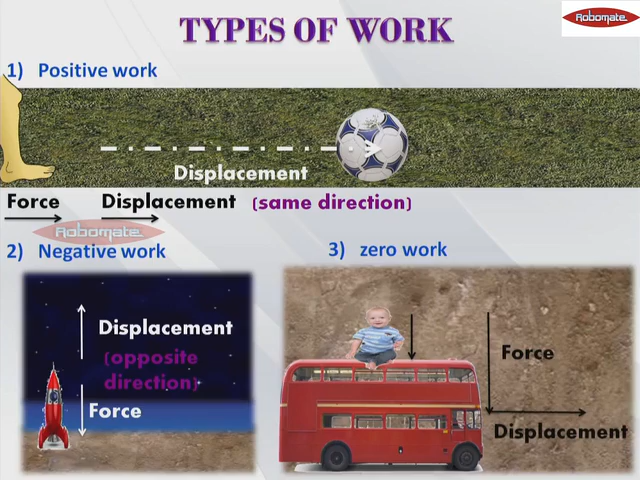 TYPES OF WORK
Robomate
1) Positive work
Displacement
Force Displacement (same direction)
Robomate
2) Negative work
3) zero work
Displacement
(opposite
direction)
Force
Force
Displacement